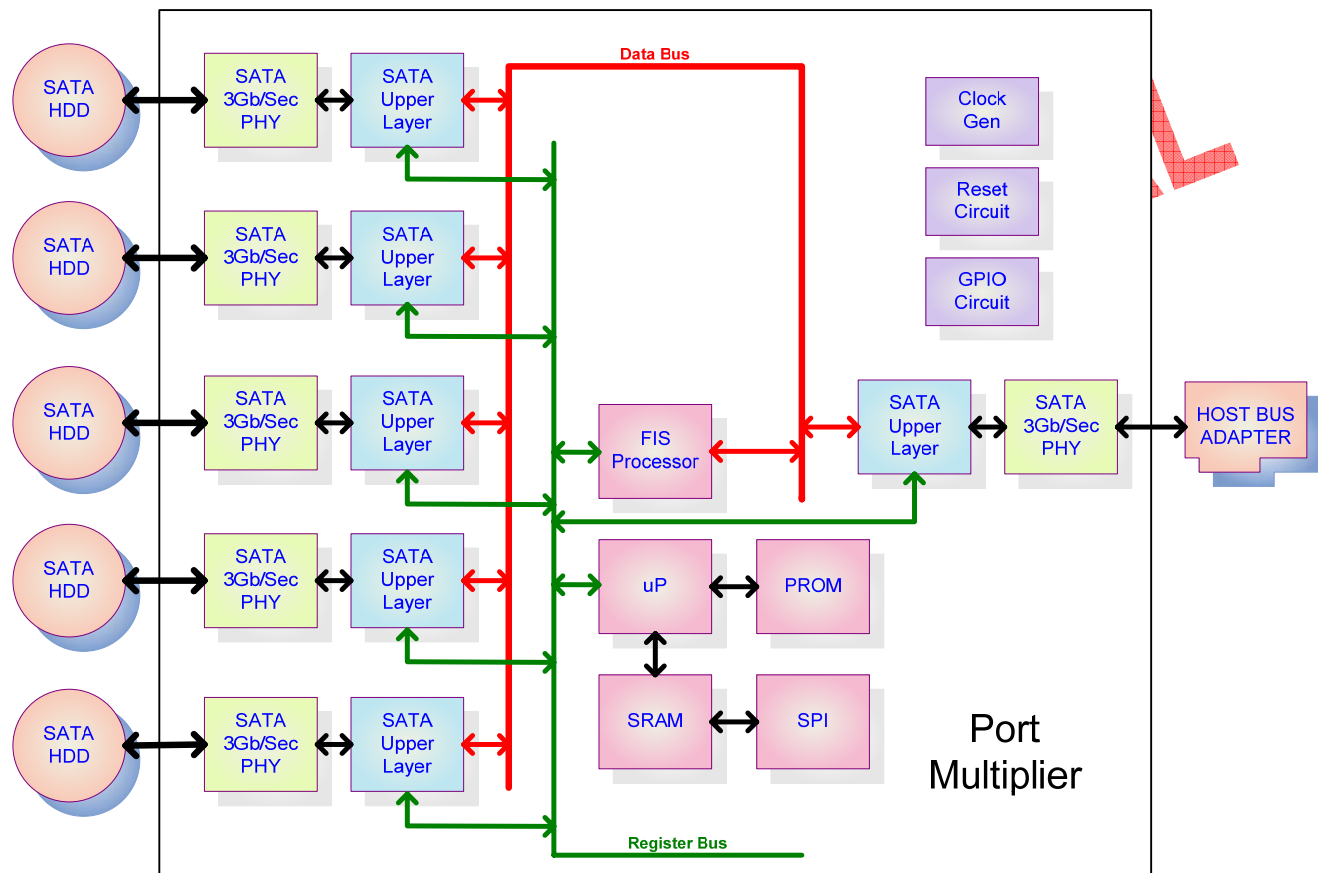 Data Bus
SATA
HDD
SATA
3Gb/Sec
PHY
SATA
Upper
Layer
Clock
Gen
SATA
HDD
SATA
3Gb/Sec
PHY
SATA
Upper
Layer
Reset
Circuit
GPIO
Circuit
SATA
HDD
SATA
3Gb/Sec
PHY
SATA
Upper
Layer
FIS
Processor
SATA
Upper
Layer
SATA
3Gb/Sec
PHY
HOST BUS
ADAPTER
SATA
HDD
SATA
3Gb/Sec
PHY
SATA
Upper
Layer
uP
PROM
SATA
HDD
SATA
3Gb/Sec
PHY
SATA
Upper
Layer
SRAM
SPI
Port
Multiplier
Register Bus